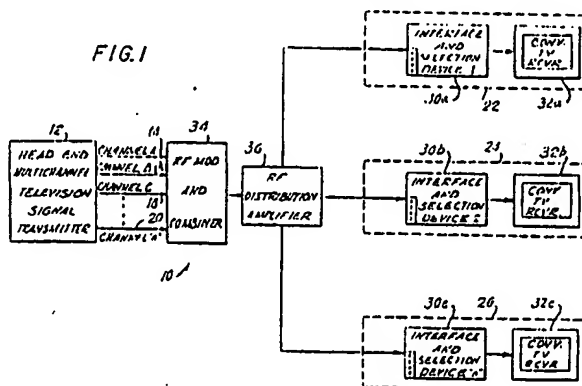 FIG.1
12
HEAD END
MULTICHANNEL
TELEVISION
SIGNAL
TRANSMITTER
CHANNEL A
CHANNEL B
CHANNEL C
18
20
CHANNEL "N"
34
RF MOD
AND
COMBINER
10
36
RF
DISTRIBUTION
AMPLIFIER
INTERFACE
AND
SELECTION
DEVICE 1
30a
22
CONV.
TV
RCVR.
32a
30b
24
INTERFACE
AND
SELECTION
DEVICE 2
32b
CONV.
TV
RCVR.
30c
26
INTERFACE
AND
SELECTION
DEVICE "N"
32c
CONV.
TV
RCVR.